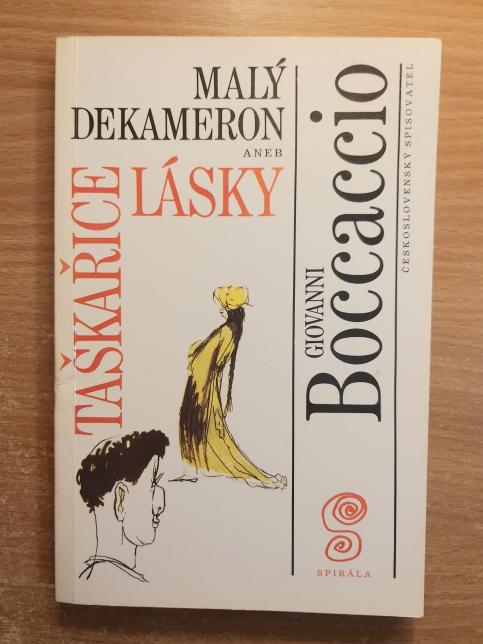 MALÝ
DEKAMERON
ANEB
TAŠKAŘICE
LÁSKY
GIOVANNI
Boccaccio
ČESKOSLOVENSKÝ SPISOVATEL
SPIRÁLA